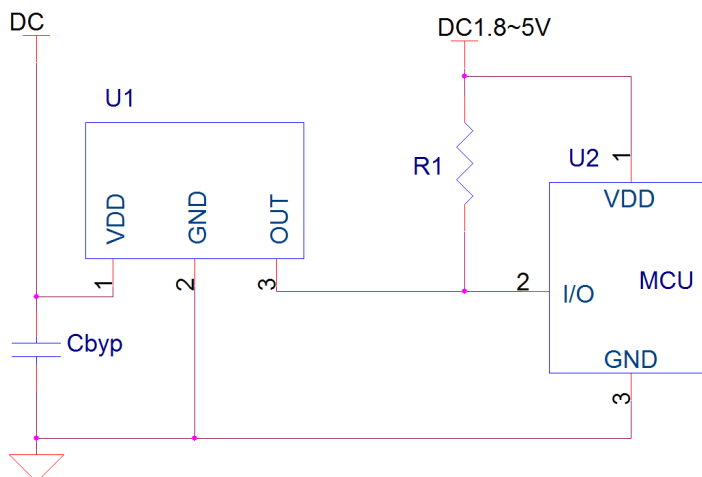 DC
DC1.8~5V
U1
VDD
GND
OUT
1
2
3
R1
U2
1
VDD
2
I/O
MCU
GND
3
Cbyp